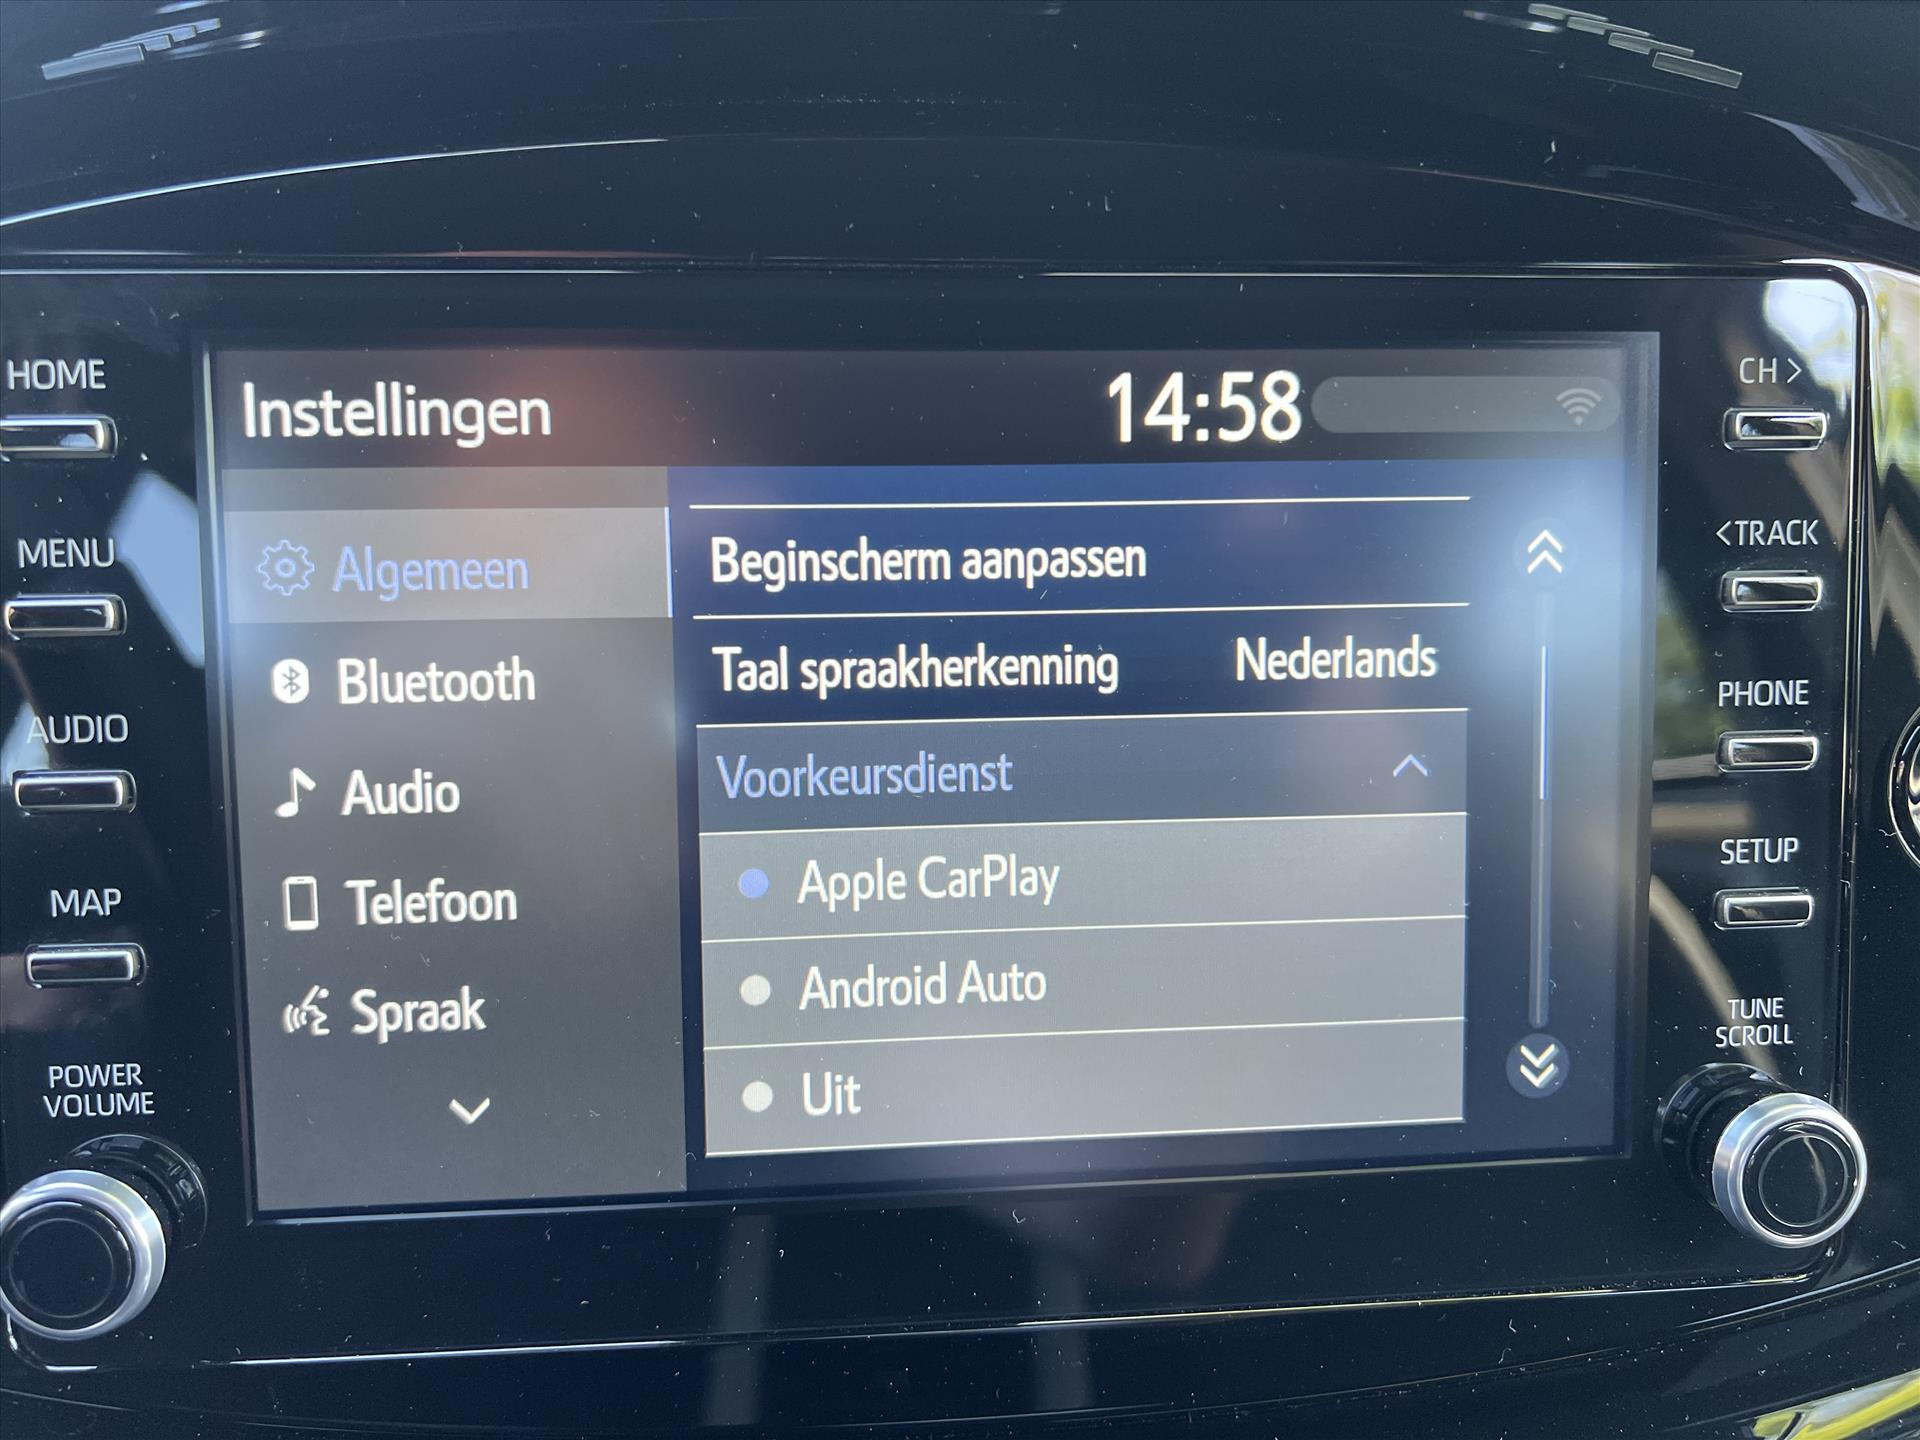 HOME
MENU
AUDIO
MAP
POWER
VOLUME
Instellingen
14:58
Algemeen
Bluetooth
Audio
Telefoon
Spraak
Beginscherm aanpassen
Taal spraakherkenning Nederlands
Voorkeursdienst
Apple CarPlay
Android Auto
Uit
CH >
< TRACK
PHONE
SETUP
TUNE
SCROLL